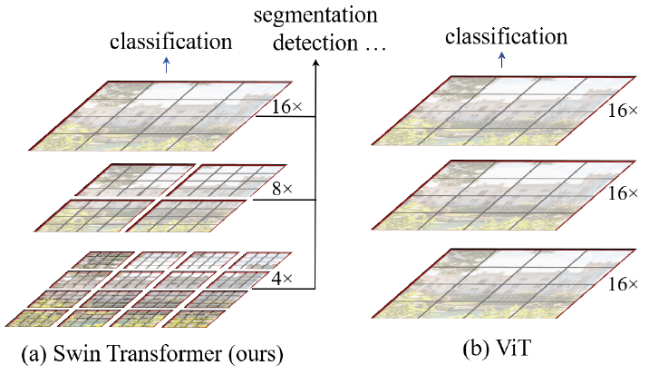 segmentation
classification
detection ...
classification
16×
16×
8×
16×
4×
16×
(a) Swin Transformer (ours)
(b) ViT